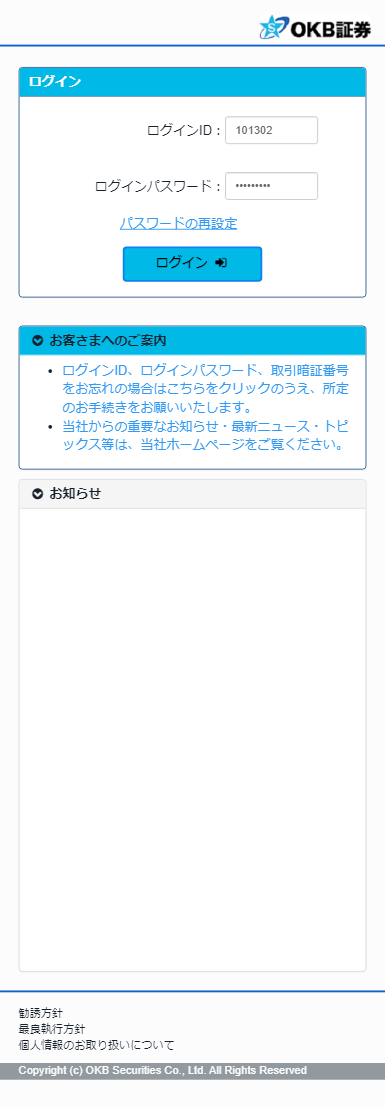 OKB証券
ログイン
ログインID：
101302
ログインパスワード：
•••••••••
パスワードの再設定
ログイン
お客さまへのご案内
• ログインID、ログインパスワード、取引暗証番号
をお忘れの場合はこちらをクリックのうえ、所定
のお手続きをお願いいたします。
• 当社からの重要なお知らせ・最新ニュース・トピ
ックス等は、当社ホームページをご覧ください。
お知らせ
勧誘方針
最良執行方針
個人情報のお取り扱いについて
Copyright (c) OKB Securities Co., Ltd. All Rights Reserved